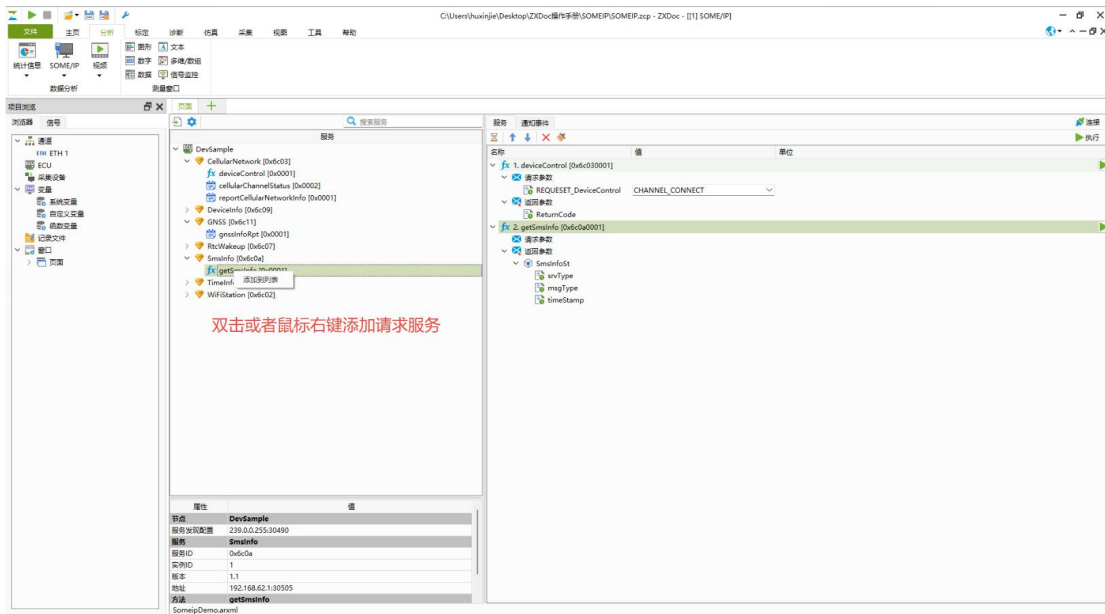 C:\Users\huxinjie\Desktop\ZXDoc操作手册\SOMEIP\SOMEIP.zcp - ZXDoc - [[1] SOME/IP]
文件 主页 分析 标定 诊断 仿真 采集 视图 工具 帮助
统计信息 SOME/IP 视频
图形 文本
数字 多维/数组
数据 信号监控
数据分析 测量窗口
项目浏览
浏览器 信号
通道
ETH 1
ECU
采集设备
变量
系统变量
自定义变量
函数变量
记录文件
窗口
页面
页面
搜索服务
服务
DevSample
CellularNetwork [0x6c03]
deviceControl [0x0001]
cellularChannelStatus [0x0002]
reportCellularNetworkInfo [0x0001]
DeviceInfo [0x6c09]
GNSS [0x6c11]
gnssInfoRpt [0x0001]
RtcWakeup [0x6c07]
SmsInfo [0x6c0a]
getSmsInfo [0x0001]
添加到列表
WiFiStation [0x6c02]
双击或者鼠标右键添加请求服务
属性 值
节点 DevSample
服务发现配置 239.0.0.255:30490
服务 SmsInfo
服务ID 0x6c0a
实例ID 1
版本 1.1
地址 192.168.62.1:30505
方法 getSmsInfo
SomeipDemo.arxml
服务 通知事件 连接
执行
名称 值 单位
fx 1. deviceControl [0x6c030001]
请求参数
REQUESET_DeviceControl CHANNEL_CONNECT
返回参数
ReturnCode
fx 2. getSmsInfo [0x6c0a0001]
请求参数
返回参数
SmsInfoSt
srvType
msgType
timeStamp